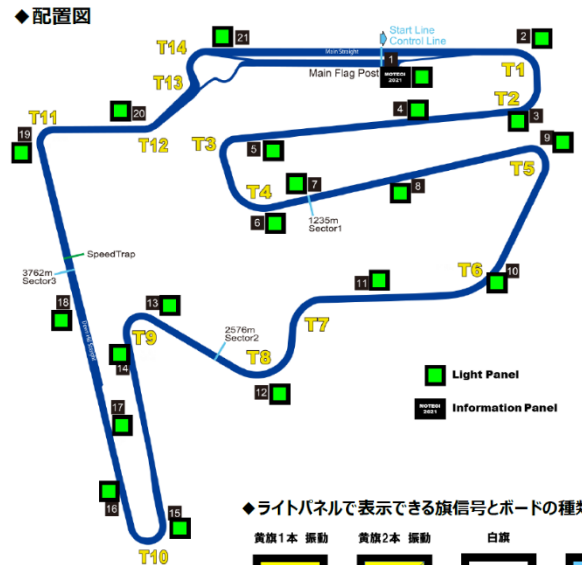 ◆配置図
Start Line
Control Line
Main Straight
Main Flag Post
MOTEGI
2021
1
2
3
4
5
6
7
8
9
10
11
12
13
14
15
16
17
18
19
20
21
T1
T2
T3
T4
T5
T6
T7
T8
T9
T10
T11
T12
T13
T14
1235m
Sector1
2576m
Sector2
SpeedTrap
3762m
Sector3
Down Hill Straight
Light Panel
MOTEGI
2021
Information Panel
◆ライトパネルで表示できる旗信号とボードの種
黄旗1本 振動
黄旗2本 振動
白旗